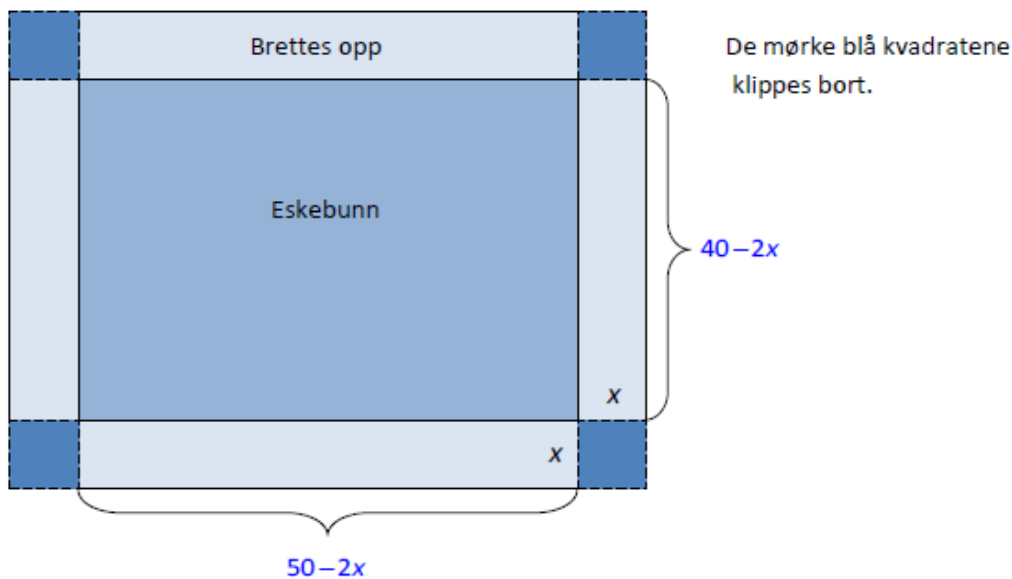 Brettes opp
De mørke blå kvadratene
klippes bort.
Eskebunn
40−2x
x
x
50−2x